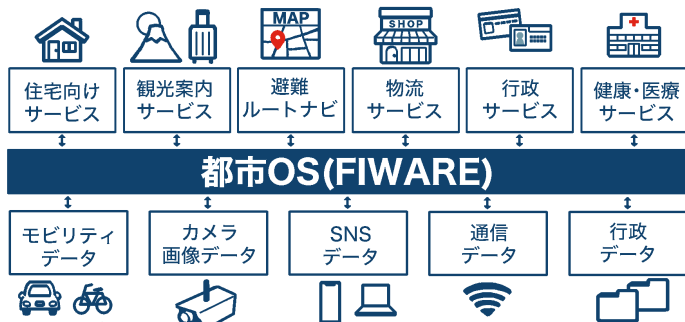 MAP
SHOP
住宅向け
サービス
観光案内
サービス
避難
ルートナビ
物流
サービス
行政
サービス
健康・医療
サービス
都市OS(FIWARE)
モビリティ
データ
カメラ
画像データ
SNS
データ
通信
データ
行政
データ